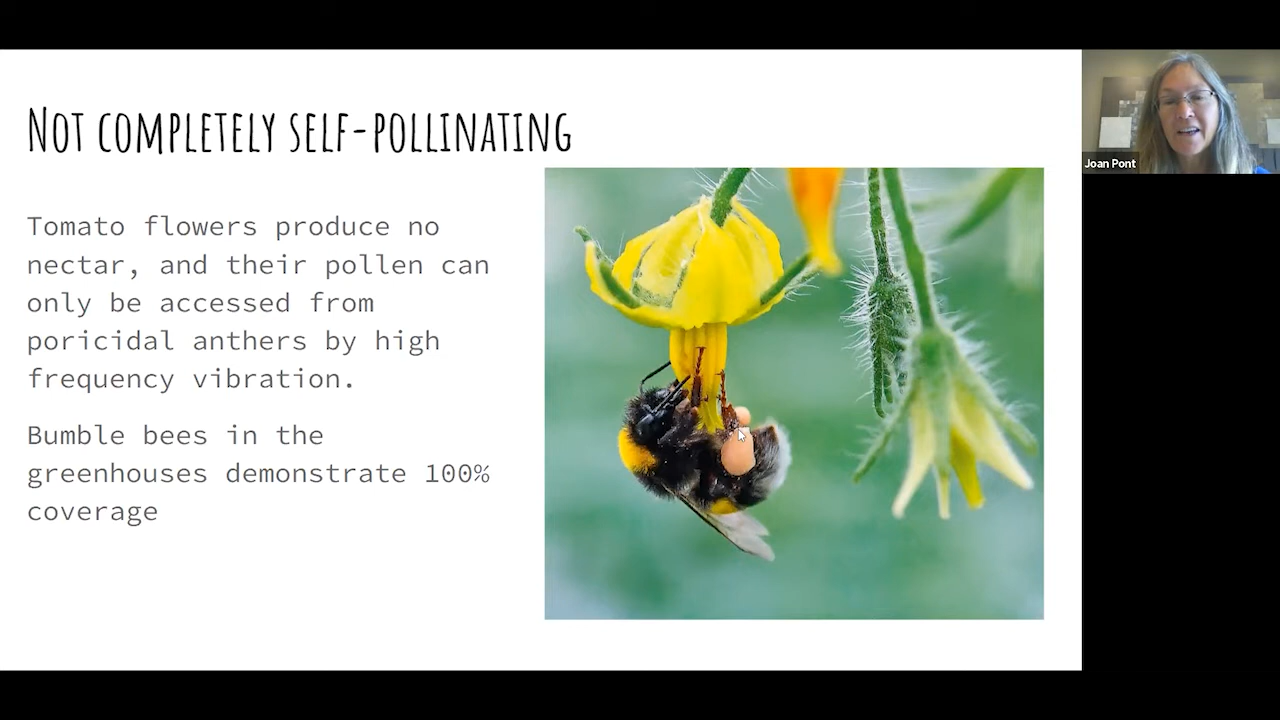 Not completely self-pollinating
Tomato flowers produce no
nectar, and their pollen can
only be accessed from
poricidal anthers by high
frequency vibration.
Bumble bees in the
greenhouses demonstrate 100%
coverage
Joan Pont